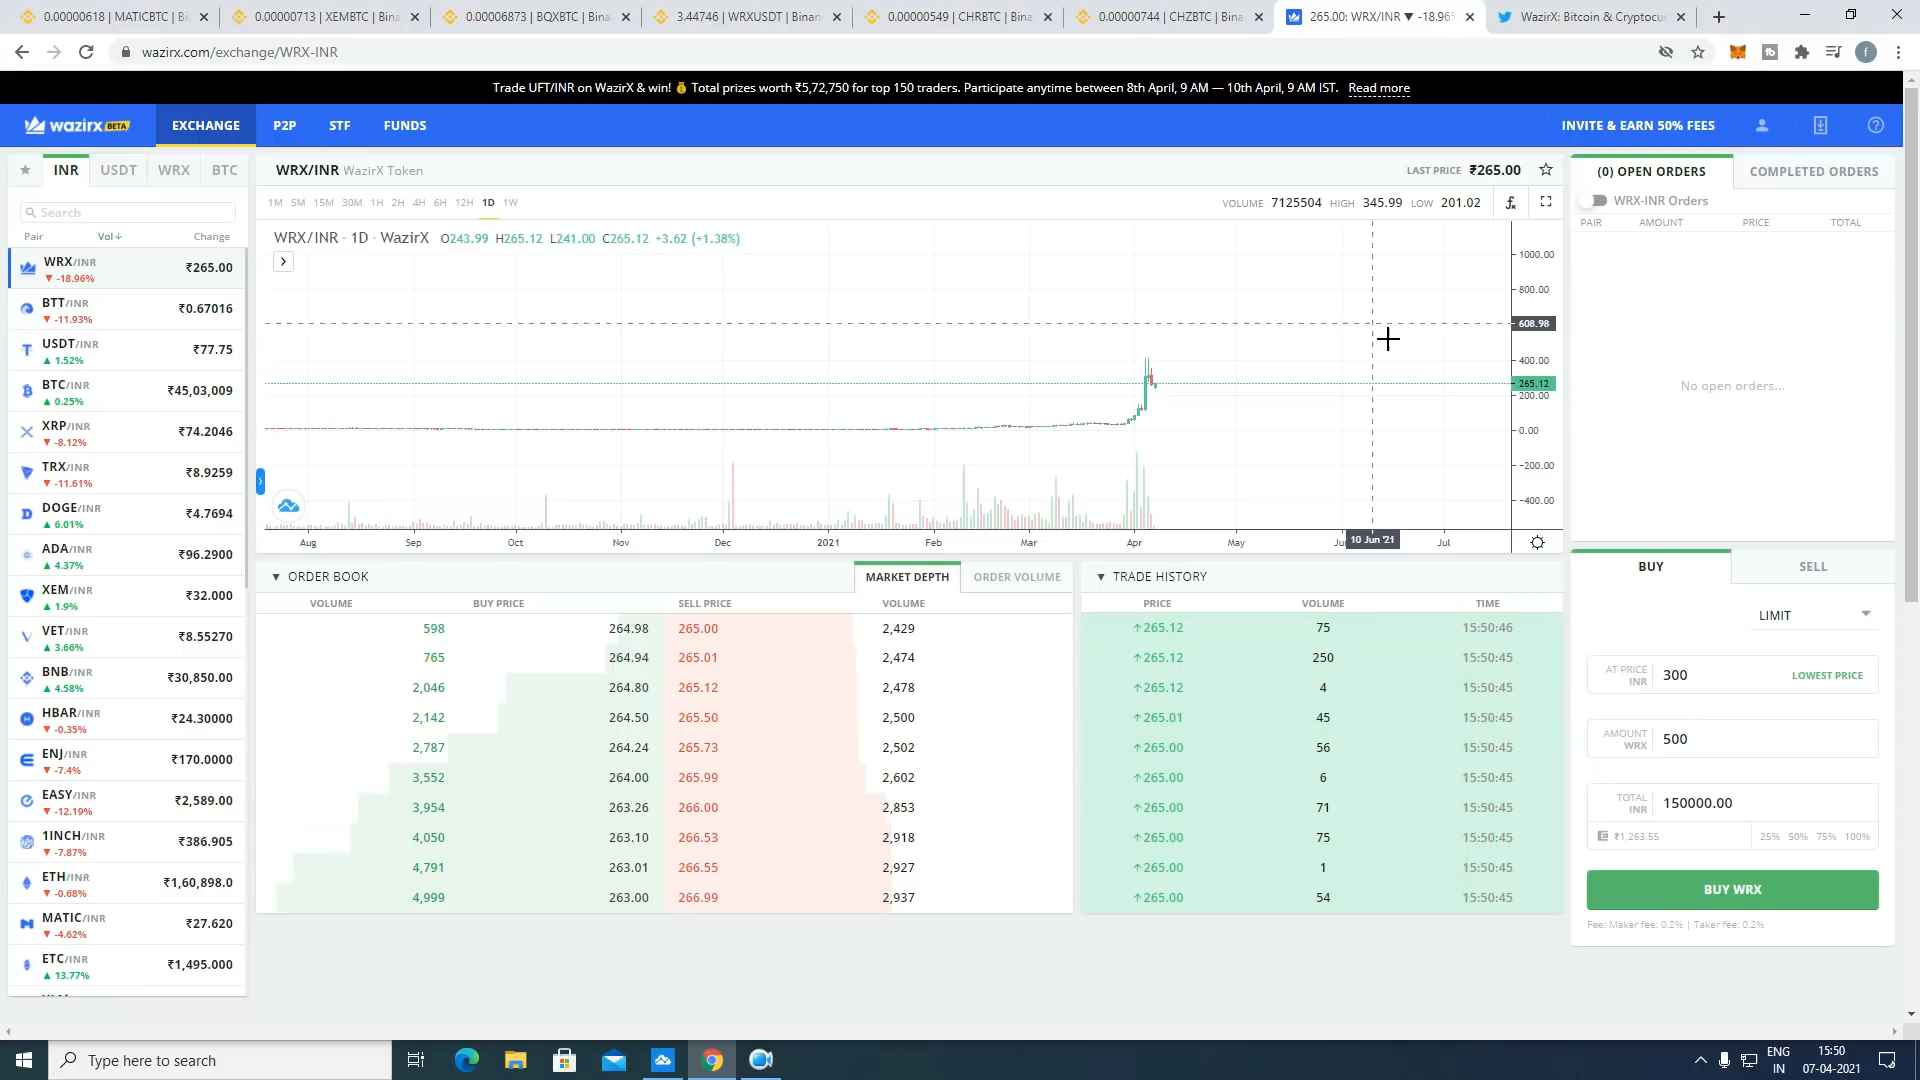 0.00000618 | MATICBTC | Bi
0.00000713 | XEMBTC | Bina
0.00006873 | BQXBTC | Bina
3.44746 | WRXUSDT | Binan
0.00000549 | CHRBTC | Bina
0.00000744 | CHZBTC | Bina
265.00: WRX/INR ▼ -18.96%
WazirX: Bitcoin & Cryptocur
wazirx.com/exchange/WRX-INR
Trade UFT/INR on WazirX & win! 💰 Total prizes worth ₹5,72,750 for top 150 traders. Participate anytime between 8th April, 9 AM — 10th April, 9 AM IST. Read more
wazirx BETA EXCHANGE P2P STF FUNDS INVITE & EARN 50% FEES
INR USDT WRX BTC
Search
Pair Vol↓ Change
WRX/INR ₹265.00
▼ -18.96%
BTT/INR ₹0.67016
▼ -11.93%
USDT/INR ₹77.75
▲ 1.52%
BTC/INR ₹45,03,009
▲ 0.25%
XRP/INR ₹74.2046
▼ -8.12%
TRX/INR ₹8.9259
▼ -11.61%
DOGE/INR ₹4.7694
▲ 6.01%
ADA/INR ₹96.2900
▲ 4.37%
XEM/INR ₹32.000
▲ 1.9%
VET/INR ₹8.55270
▲ 3.66%
BNB/INR ₹30,850.00
▲ 4.58%
HBAR/INR ₹24.30000
▼ -0.35%
ENJ/INR ₹170.0000
▼ -7.4%
EASY/INR ₹2,589.00
▼ -12.19%
1INCH/INR ₹386.905
▼ -7.87%
ETH/INR ₹1,60,898.0
▼ -0.68%
MATIC/INR ₹27.620
▼ -4.62%
ETC/INR ₹1,495.000
▲ 13.77%
WRX/INR WazirX Token LAST PRICE ₹265.00
1M 5M 15M 30M 1H 2H 4H 6H 12H 1D 1W VOLUME 7125504 HIGH 345.99 LOW 201.02
WRX/INR · 1D · WazirX O243.99 H265.12 L241.00 C265.12 +3.62 (+1.38%)
1000.00
800.00
608.98
400.00
265.12
200.00
0.00
−200.00
−400.00
Aug Sep Oct Nov Dec 2021 Feb Mar Apr May Ju 10 Jun '21 Jul
▼ ORDER BOOK MARKET DEPTH ORDER VOLUME
VOLUME BUY PRICE SELL PRICE VOLUME
598 264.98 265.00 2,429
765 264.94 265.01 2,474
2,046 264.80 265.12 2,478
2,142 264.50 265.50 2,500
2,787 264.24 265.73 2,502
3,552 264.00 265.99 2,602
3,954 263.26 266.00 2,853
4,050 263.10 266.53 2,918
4,791 263.01 266.55 2,927
4,999 263.00 266.99 2,937
▼ TRADE HISTORY
PRICE VOLUME TIME
↑265.12 75 15:50:46
↑265.12 250 15:50:45
↑265.12 4 15:50:45
↑265.01 45 15:50:45
↑265.00 56 15:50:45
↑265.00 6 15:50:45
↑265.00 71 15:50:45
↑265.00 75 15:50:45
↑265.00 1 15:50:45
↑265.00 54 15:50:45
(0) OPEN ORDERS COMPLETED ORDERS
WRX-INR Orders
PAIR AMOUNT PRICE TOTAL
No open orders...
BUY SELL
LIMIT
AT PRICE INR 300 LOWEST PRICE
AMOUNT WRX 500
TOTAL INR 150000.00
₹1,263.55 25% 50% 75% 100%
BUY WRX
Fee: Maker fee: 0.2% | Taker fee: 0.2%
Type here to search
ENG
IN
15:50
07-04-2021